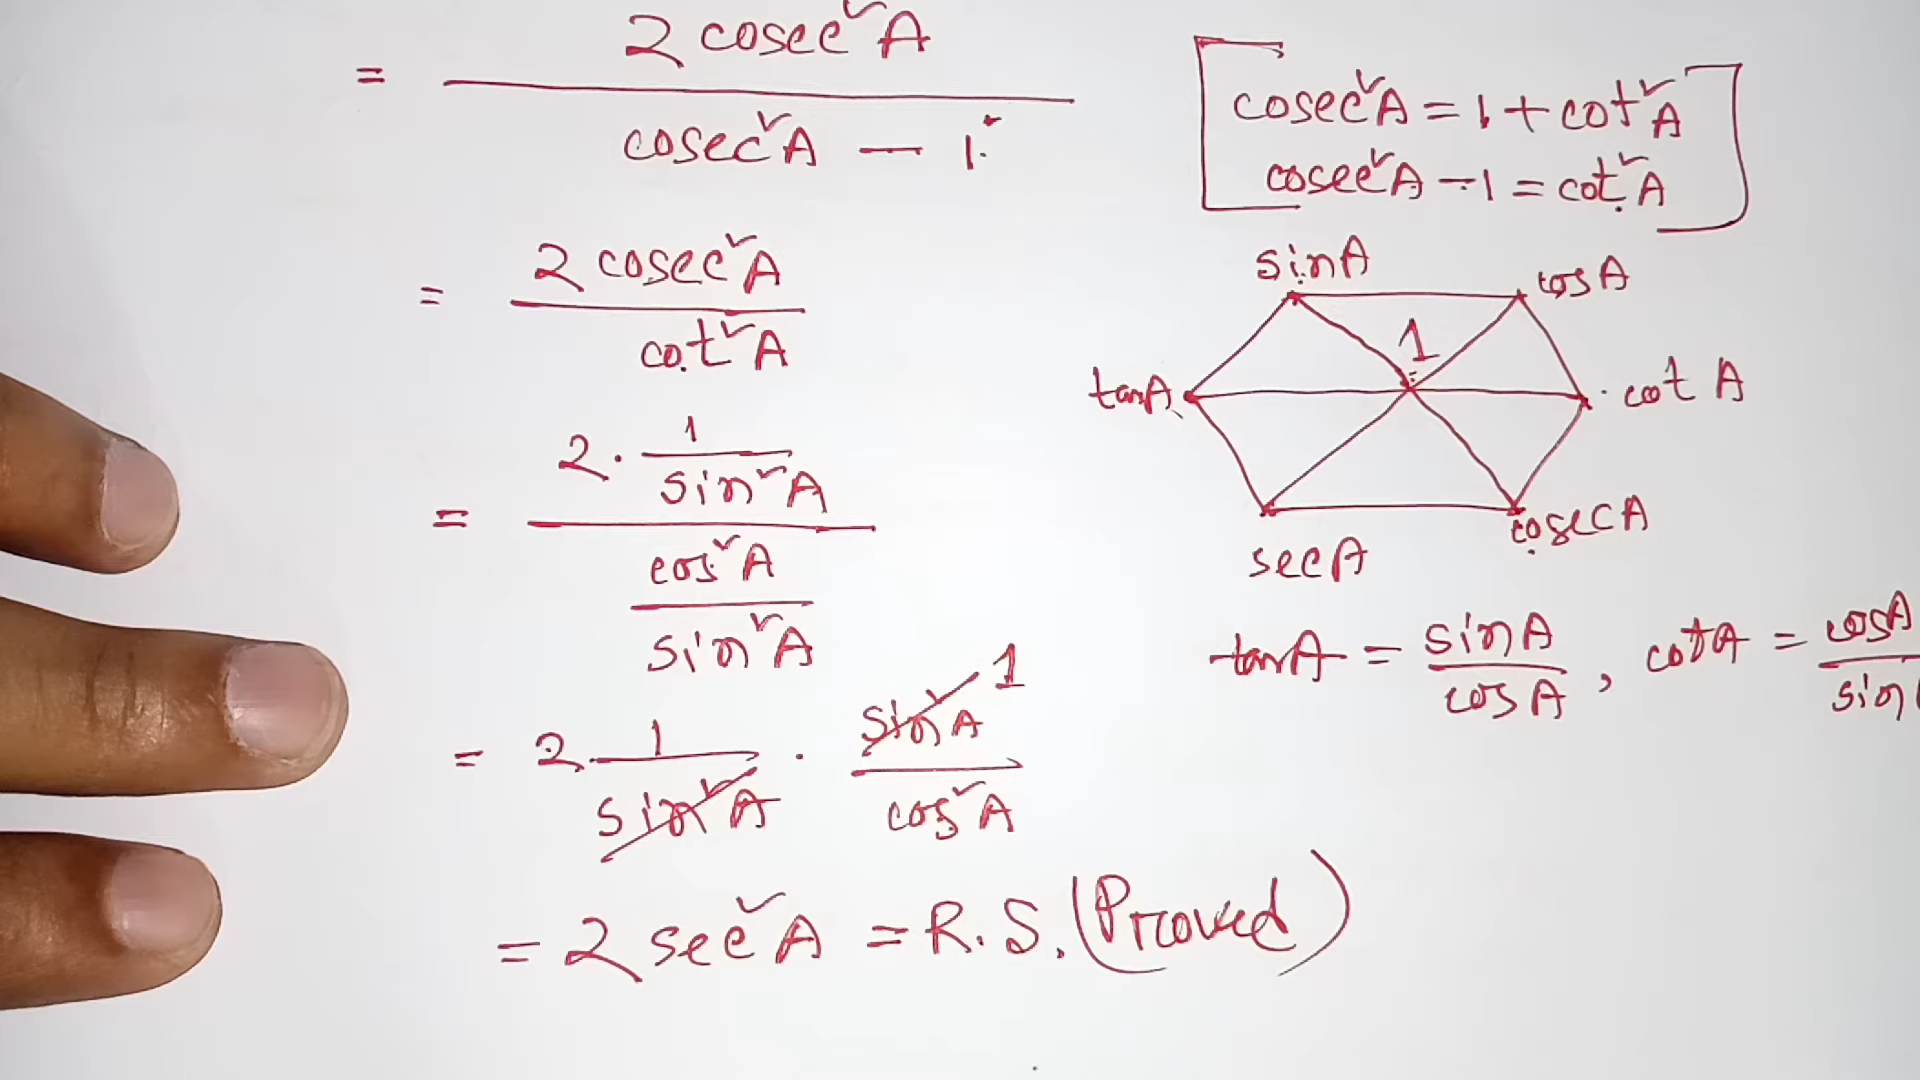 = 2 cosec²A / cosec²A - 1
= 2 cosec²A / cot²A
= 2 · 1/sin²A / cos²A/sin²A
= 2 · 1/sin²A · sin²A/cos²A 1
= 2 sec²A = R.S. (Proved)
[cosec²A = 1 + cot²A
cosec²A - 1 = cot²A]
sinA cosA
1
tanA cot A
secA cosecA
tanA = sinA/cosA, cotA = cosA/sin